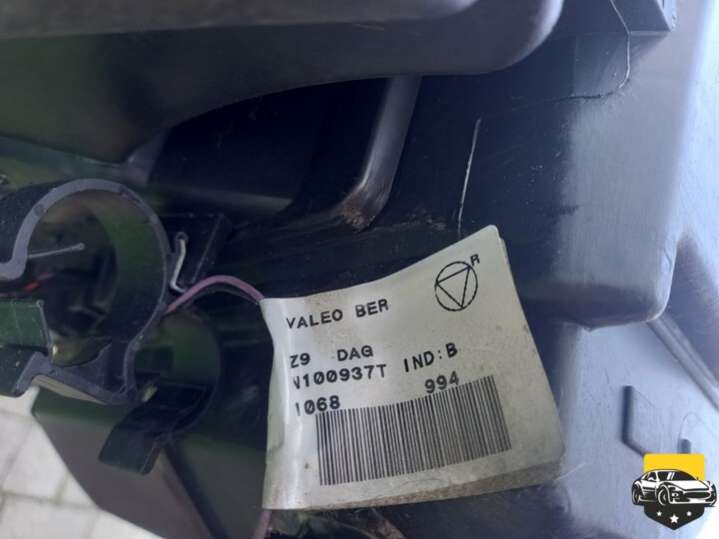 VALEO BER
R
Z9 DAG
W100937T IND:B
1068 994